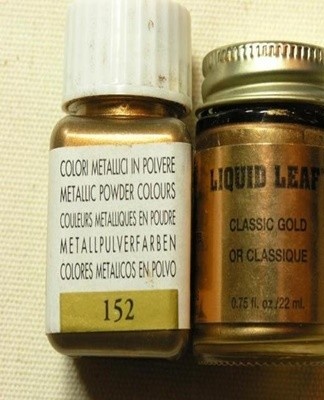 COLORI METALLICI IN POLVERE
METALLIC POWDER COLOURS
COULEURS METALLIQUES EN POUDRE
METALLPULVERFARBEN
COLORES METALICOS EN POLVO
152
LIQUID LEAF
CLASSIC GOLD
OR CLASSIQUE
0.75 fl. oz./22 ml.